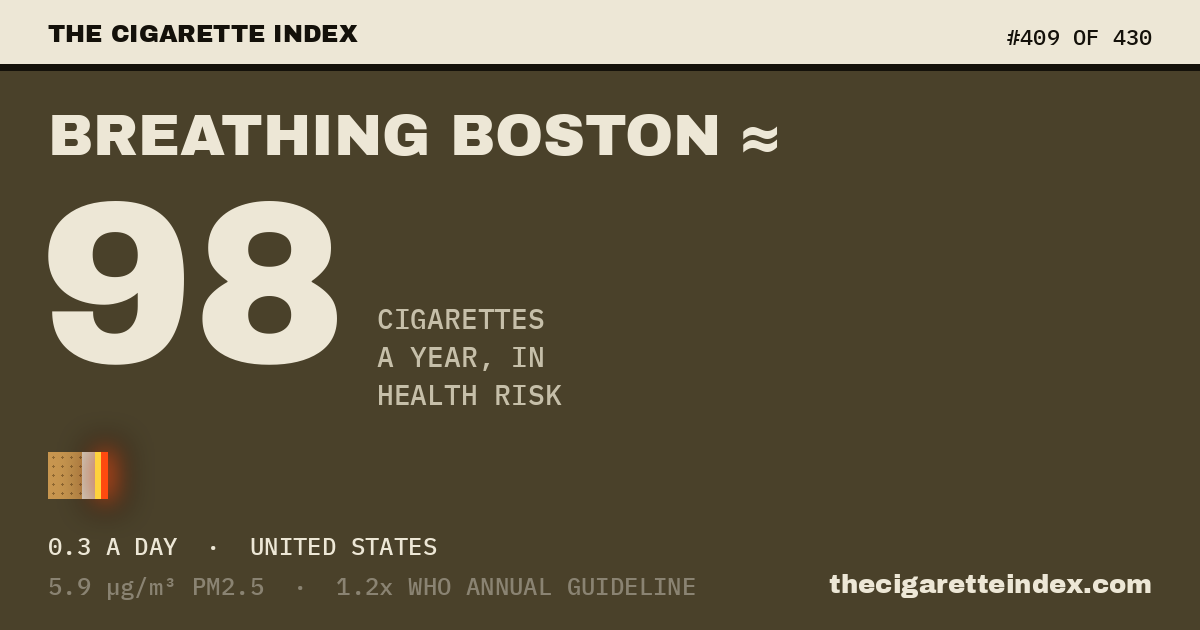 THE CIGARETTE INDEX
#409 OF 430
BREATHING BOSTON ≈
98
CIGARETTES
A YEAR, IN
HEALTH RISK
0.3 A DAY · UNITED STATES
5.9 µg/m³ PM2.5 · 1.2x WHO ANNUAL GUIDELINE
thecigaretteindex.com